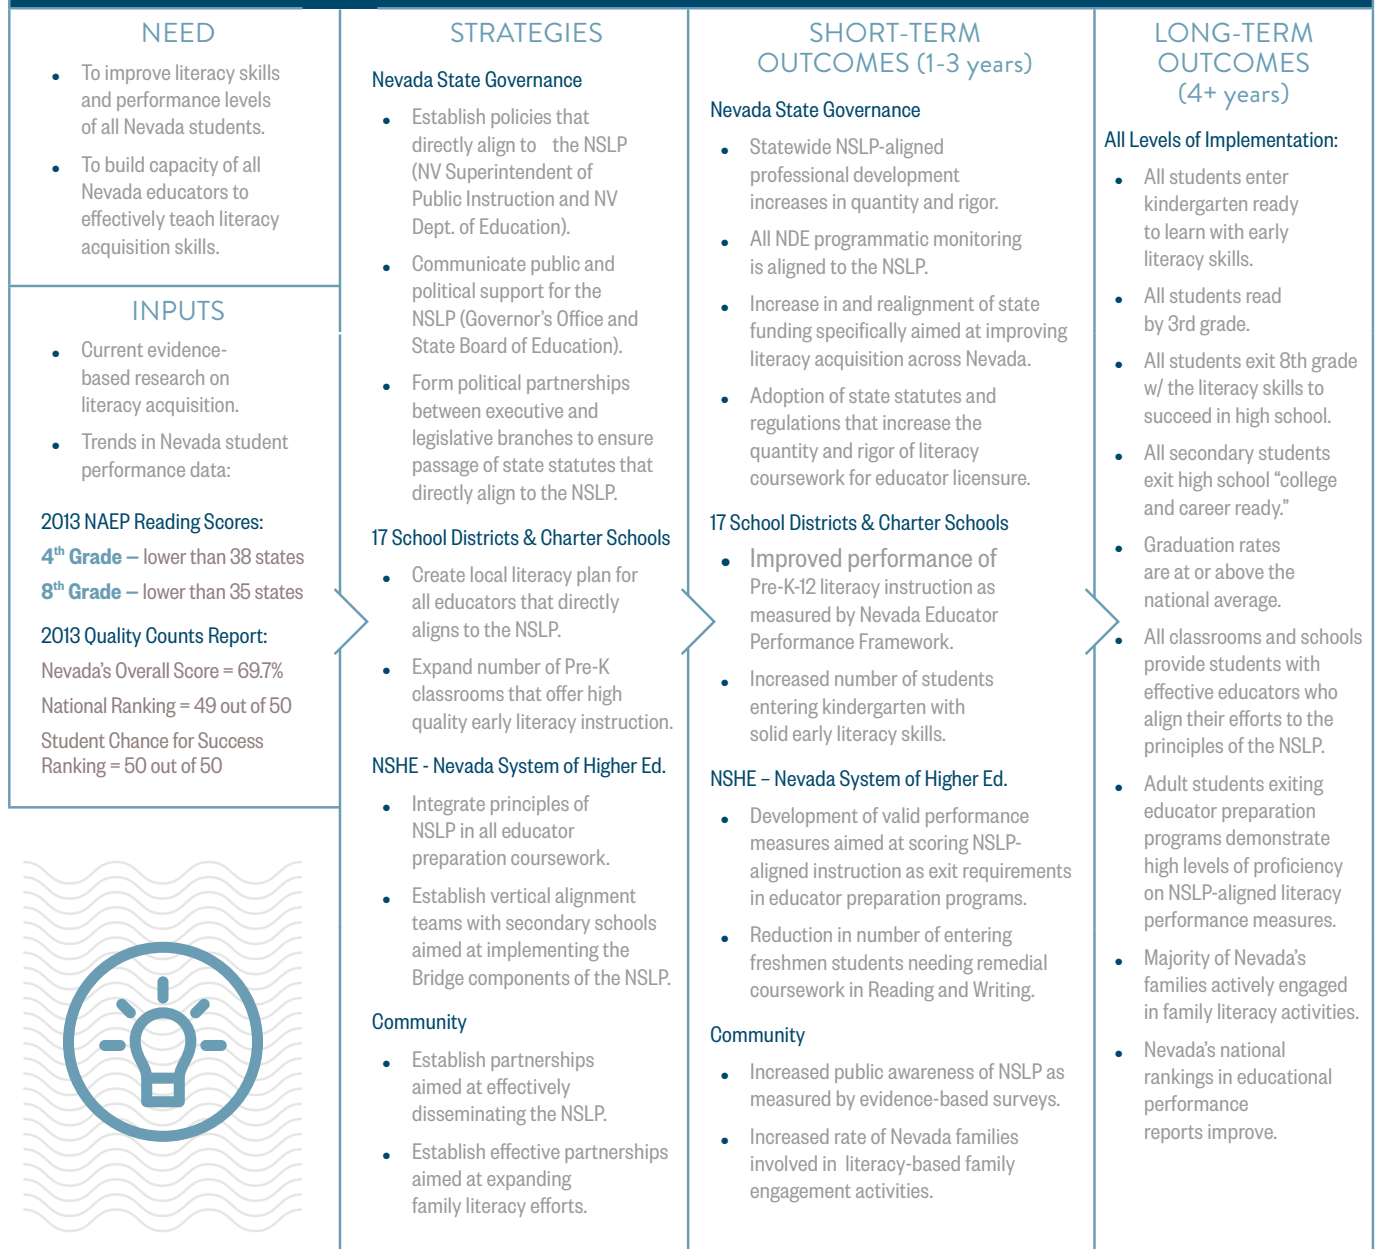 NEED
• To improve literacy skills
and performance levels
of all Nevada students.
• To build capacity of all
Nevada educators to
effectively teach literacy
acquisition skills.
INPUTS
• Current evidence-
based research on
literacy acquisition.
• Trends in Nevada student
performance data:
2013 NAEP Reading Scores:
4th Grade – lower than 38 states
8th Grade – lower than 35 states
2013 Quality Counts Report:
Nevada's Overall Score = 69.7%
National Ranking = 49 out of 50
Student Chance for Success
Ranking = 50 out of 50
STRATEGIES
Nevada State Governance
• Establish policies that
directly align to the NSLP
(NV Superintendent of
Public Instruction and NV
Dept. of Education).
• Communicate public and
political support for the
NSLP (Governor's Office and
State Board of Education).
• Form political partnerships
between executive and
legislative branches to ensure
passage of state statutes that
directly align to the NSLP.
17 School Districts & Charter Schools
• Create local literacy plan for
all educators that directly
aligns to the NSLP.
• Expand number of Pre-K
classrooms that offer high
quality early literacy instruction.
NSHE - Nevada System of Higher Ed.
• Integrate principles of
NSLP in all educator
preparation coursework.
• Establish vertical alignment
teams with secondary schools
aimed at implementing the
Bridge components of the NSLP.
Community
• Establish partnerships
aimed at effectively
disseminating the NSLP.
• Establish effective partnerships
aimed at expanding
family literacy efforts.
SHORT-TERM
OUTCOMES (1-3 years)
Nevada State Governance
• Statewide NSLP-aligned
professional development
increases in quantity and rigor.
• All NDE programmatic monitoring
is aligned to the NSLP.
• Increase in and realignment of state
funding specifically aimed at improving
literacy acquisition across Nevada.
• Adoption of state statutes and
regulations that increase the
quantity and rigor of literacy
coursework for educator licensure.
17 School Districts & Charter Schools
• Improved performance of
Pre-K-12 literacy instruction as
measured by Nevada Educator
Performance Framework.
• Increased number of students
entering kindergarten with
solid early literacy skills.
NSHE – Nevada System of Higher Ed.
• Development of valid performance
measures aimed at scoring NSLP-
aligned instruction as exit requirements
in educator preparation programs.
• Reduction in number of entering
freshmen students needing remedial
coursework in Reading and Writing.
Community
• Increased public awareness of NSLP as
measured by evidence-based surveys.
• Increased rate of Nevada families
involved in literacy-based family
engagement activities.
LONG-TERM
OUTCOMES
(4+ years)
All Levels of Implementation:
• All students enter
kindergarten ready
to learn with early
literacy skills.
• All students read
by 3rd grade.
• All students exit 8th grade
w/ the literacy skills to
succeed in high school.
• All secondary students
exit high school “college
and career ready.”
• Graduation rates
are at or above the
national average.
• All classrooms and schools
provide students with
effective educators who
align their efforts to the
principles of the NSLP.
• Adult students exiting
educator preparation
programs demonstrate
high levels of proficiency
on NSLP-aligned literacy
performance measures.
• Majority of Nevada's
families actively engaged
in family literacy activities.
• Nevada's national
rankings in educational
performance
reports improve.